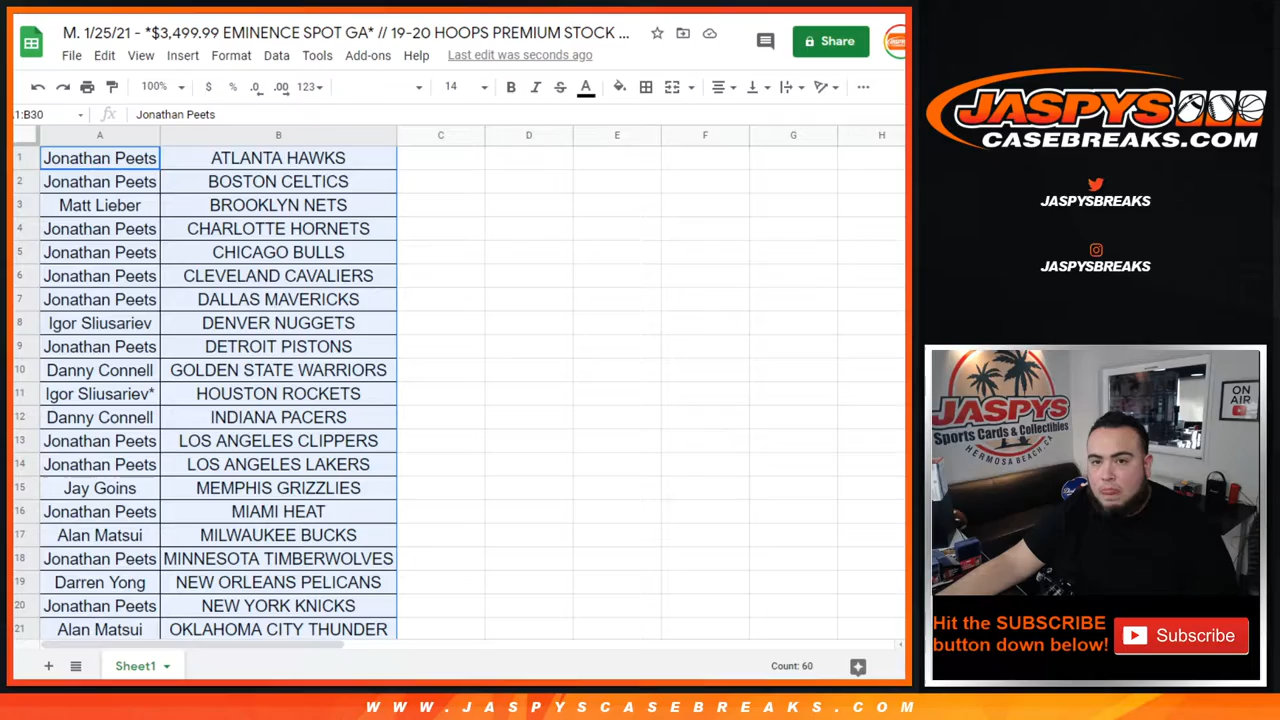 M. 1/25/21 - *$3,499.99 EMINENCE SPOT GA* // 19-20 HOOPS PREMIUM STOCK ...
File Edit View Insert Format Data Tools Add-ons Help Last edit was seconds ago
Share
100% $ % .0 .00 123 14 B I S A
1:B30 fx Jonathan Peets
A B C D E F G H
1 Jonathan Peets ATLANTA HAWKS
2 Jonathan Peets BOSTON CELTICS
3 Matt Lieber BROOKLYN NETS
4 Jonathan Peets CHARLOTTE HORNETS
5 Jonathan Peets CHICAGO BULLS
6 Jonathan Peets CLEVELAND CAVALIERS
7 Jonathan Peets DALLAS MAVERICKS
8 Igor Sliusariev DENVER NUGGETS
9 Jonathan Peets DETROIT PISTONS
10 Danny Connell GOLDEN STATE WARRIORS
11 Igor Sliusariev* HOUSTON ROCKETS
12 Danny Connell INDIANA PACERS
13 Jonathan Peets LOS ANGELES CLIPPERS
14 Jonathan Peets LOS ANGELES LAKERS
15 Jay Goins MEMPHIS GRIZZLIES
16 Jonathan Peets MIAMI HEAT
17 Alan Matsui MILWAUKEE BUCKS
18 Jonathan Peets MINNESOTA TIMBERWOLVES
19 Darren Yong NEW ORLEANS PELICANS
20 Jonathan Peets NEW YORK KNICKS
21 Alan Matsui OKLAHOMA CITY THUNDER
Sheet1
Count: 60
JASPYS
CASEBREAKS.COM
JASPYSBREAKS
JASPYSBREAKS
JASPYS
Sports Cards & Collectibles
HERMOSA BEACH, CA
ON
AIR
Hit the SUBSCRIBE
button down below!
Subscribe
WWW.JASPYSCASEBREAKS.COM